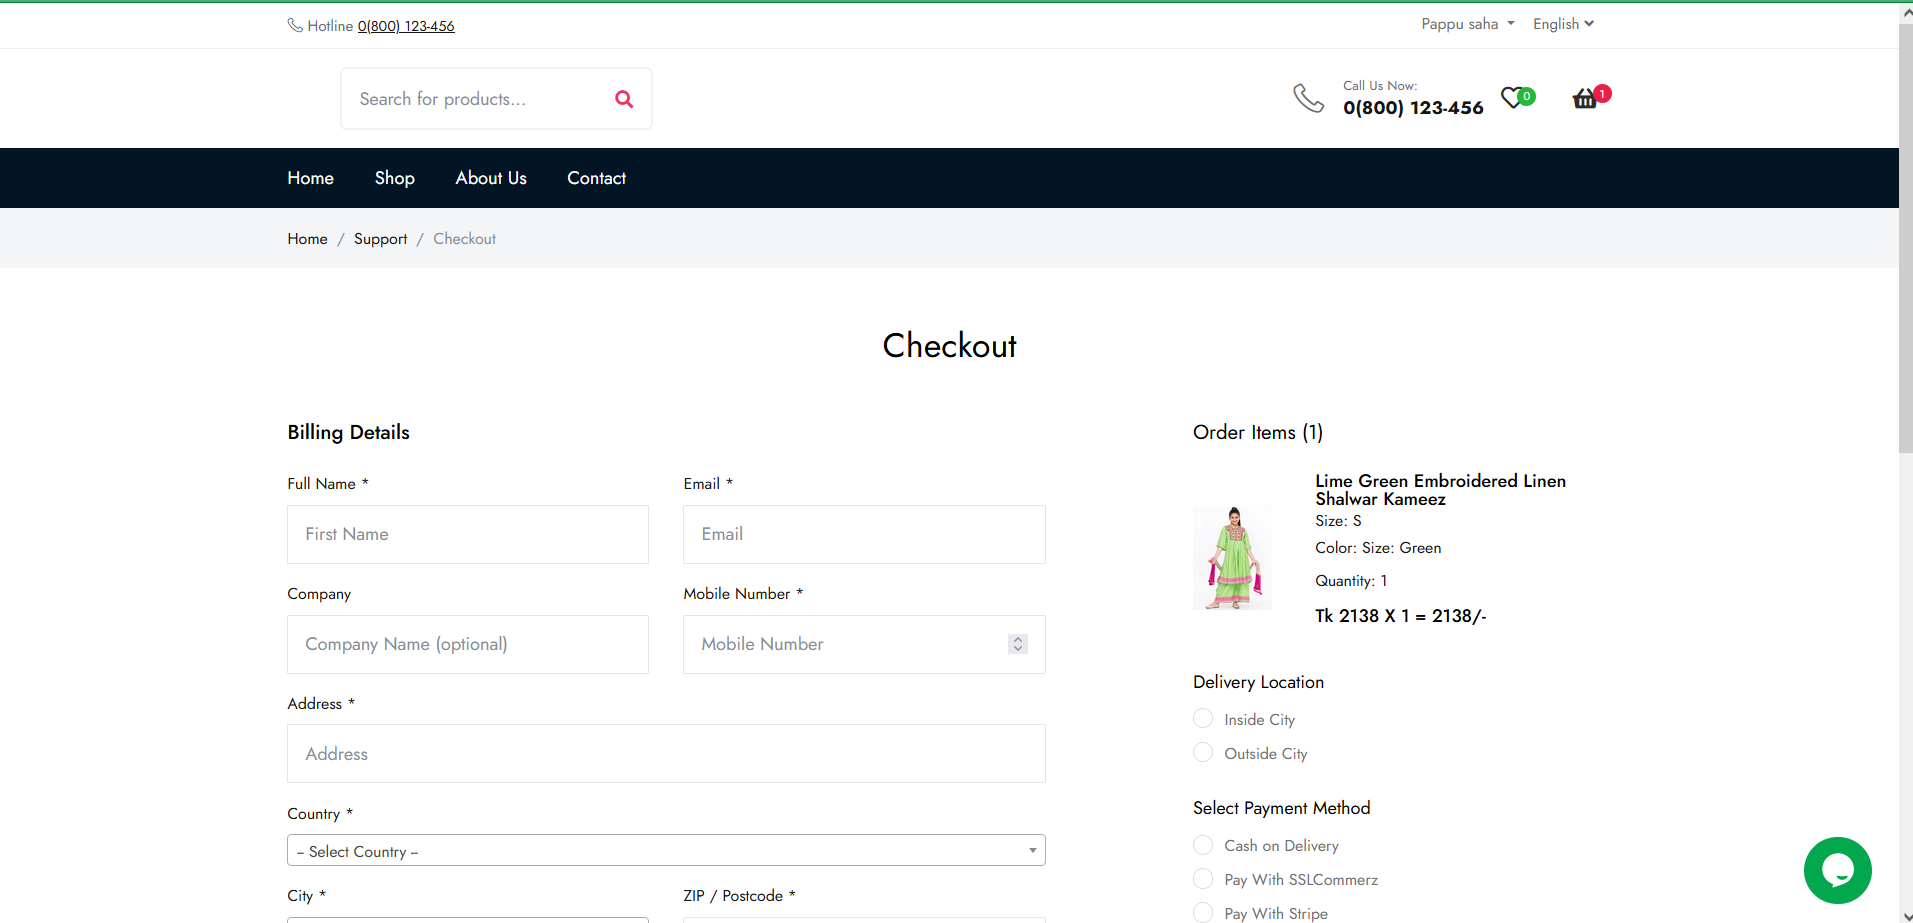 Hotline 0(800) 123-456
Pappu saha
English
Search for products...
Call Us Now:
0(800) 123-456
0
1
Home
Shop
About Us
Contact
Home / Support / Checkout
Checkout
Billing Details
Full Name *
Email *
First Name
Email
Company
Mobile Number *
Company Name (optional)
Mobile Number
Address *
Address
Country *
-- Select Country --
City *
ZIP / Postcode *
Order Items (1)
Lime Green Embroidered Linen
Shalwar Kameez
Size: S
Color: Size: Green
Quantity: 1
Tk 2138 X 1 = 2138/-
Delivery Location
Inside City
Outside City
Select Payment Method
Cash on Delivery
Pay With SSLCommerz
Pay With Stripe